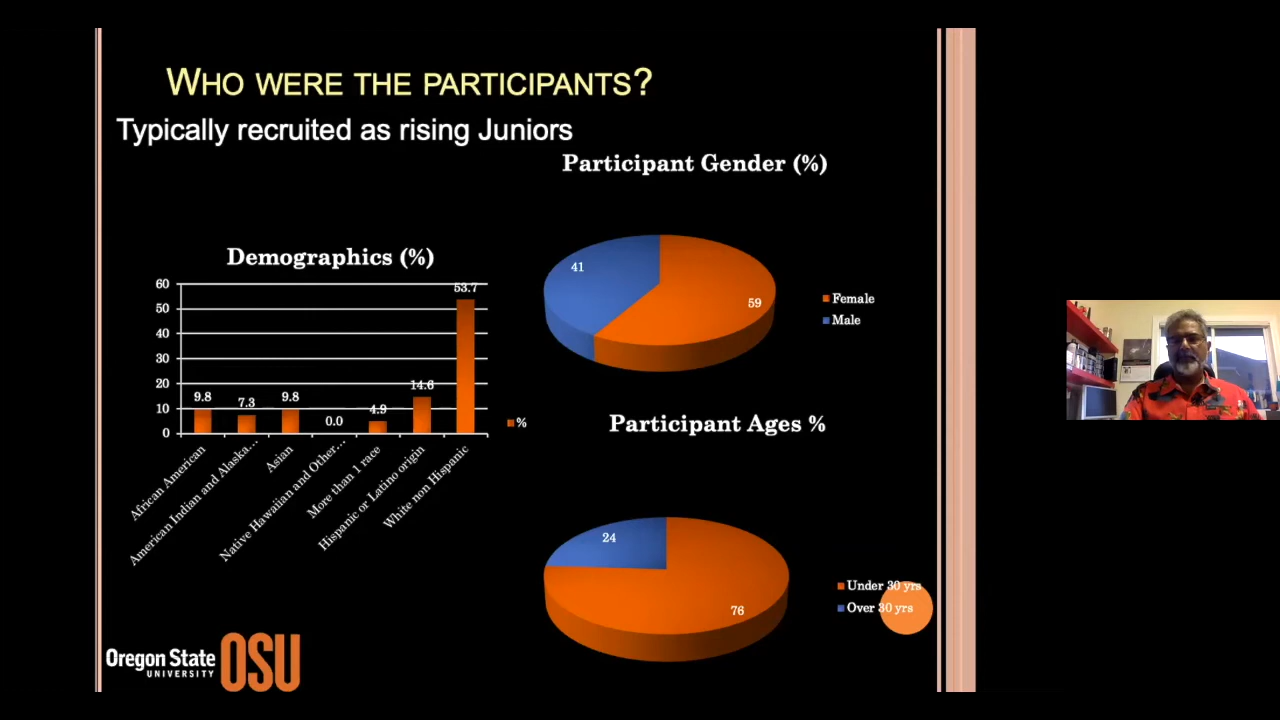 WHO WERE THE PARTICIPANTS?
Typically recruited as rising Juniors
Participant Gender (%)
41
59
Female
Male
Demographics (%)
60
50
40
30
20
10
0
9.8
7.3
9.8
0.0
4.9
14.6
53.7
African American
American Indian and Alaska…
Asian
Native Hawaiian and Other…
More than 1 race
Hispanic or Latino origin
White non Hispanic
%
Participant Ages %
24
76
Under 30 yrs
Over 30 yrs
Oregon State
UNIVERSITY
OSU